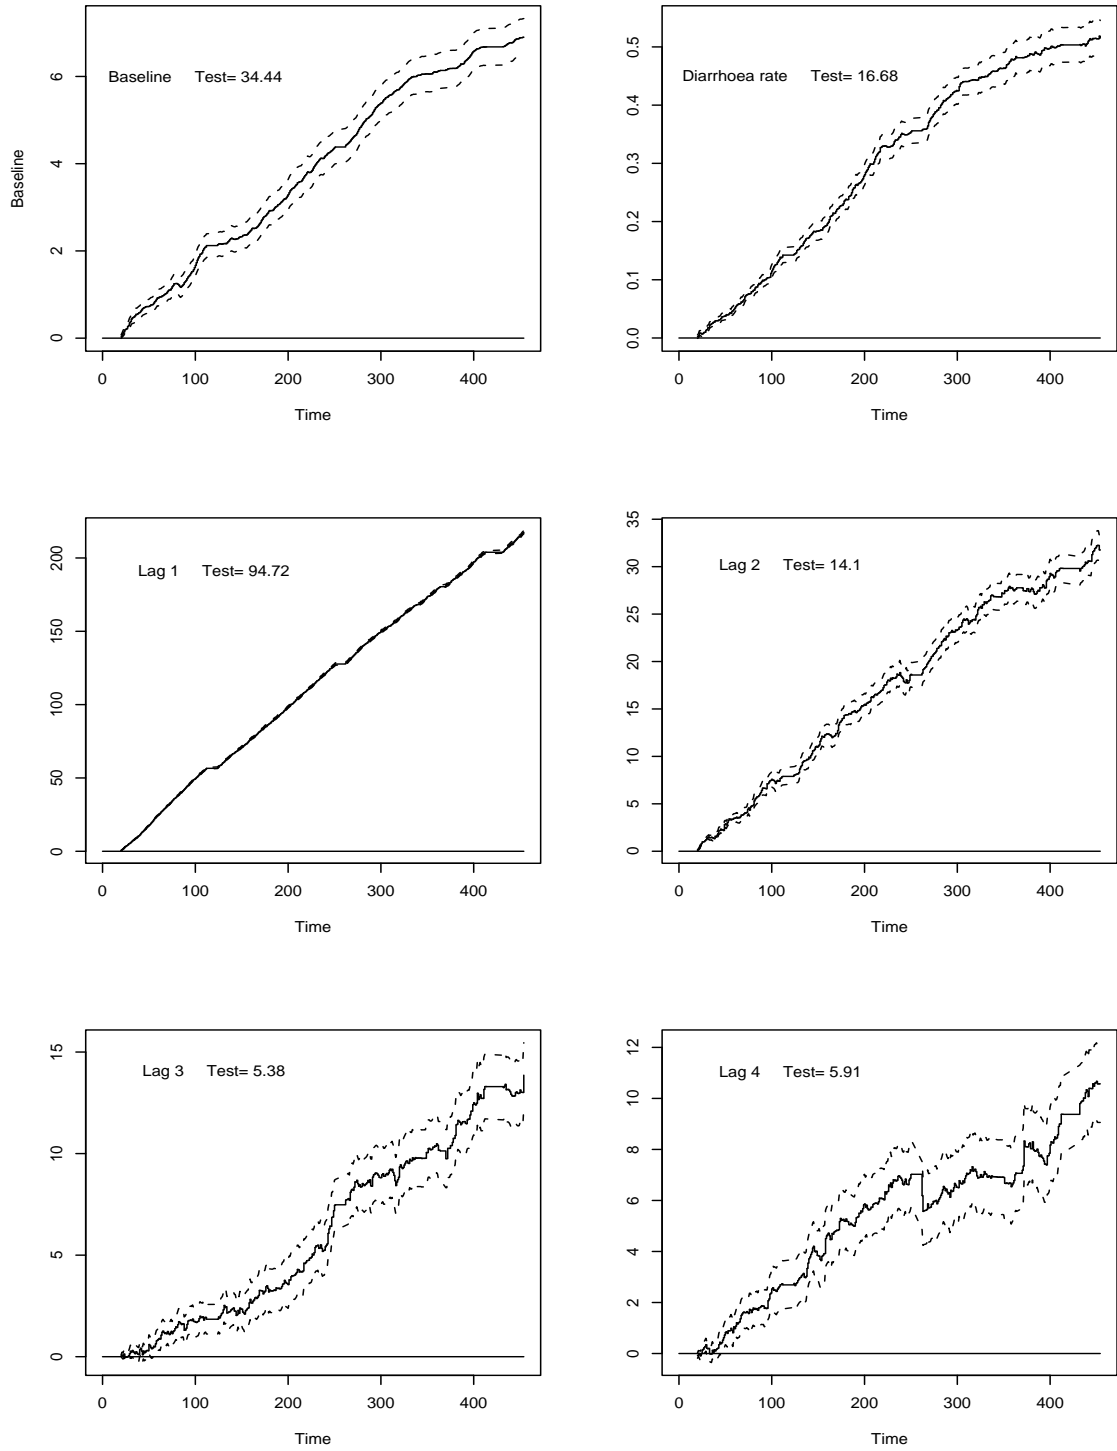 Baseline Test= 34.44
Baseline
6
4
2
0
0 100 200 300 400
Time
Diarrhoea rate Test= 16.68
0.5
0.4
0.3
0.2
0.1
0.0
0 100 200 300 400
Time
Lag 1 Test= 94.72
200
150
100
50
0
0 100 200 300 400
Time
Lag 2 Test= 14.1
35
30
25
20
15
10
5
0
0 100 200 300 400
Time
Lag 3 Test= 5.38
15
10
5
0
0 100 200 300 400
Time
Lag 4 Test= 5.91
12
10
8
6
4
2
0
0 100 200 300 400
Time